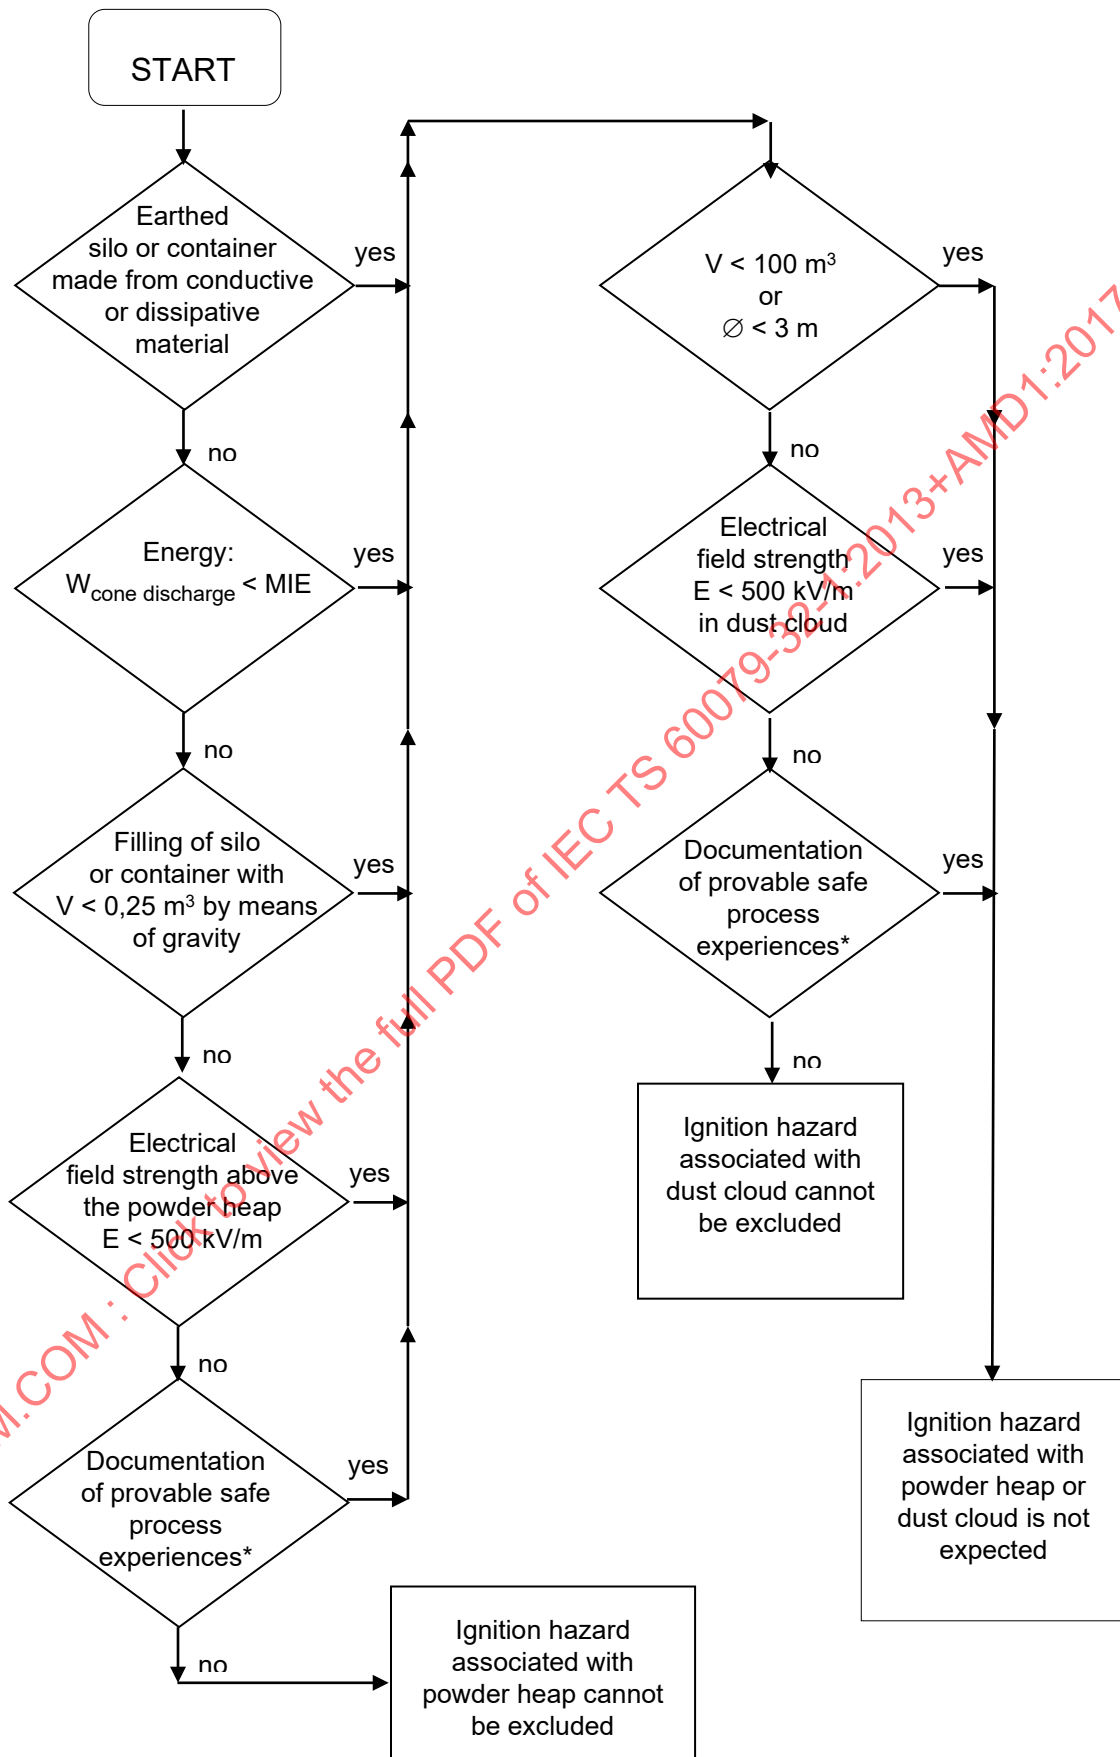 START
Earthed
silo or container
made from conductive
or dissipative
material
yes
no
Energy:
W cone discharge < MIE
yes
no
Filling of silo
or container with
V < 0,25 m³ by means
of gravity
yes
no
Electrical
field strength above
the powder heap
E < 500 kV/m
yes
no
Documentation
of provable safe
process
experiences*
yes
no
Ignition hazard
associated with
powder heap cannot
be excluded
V < 100 m³
or
∅ < 3 m
yes
no
Electrical
field strength
E < 500 kV/m
in dust cloud
yes
no
Documentation
of provable safe
process
experiences*
yes
no
Ignition hazard
associated with
dust cloud cannot
be excluded
Ignition hazard
associated with
powder heap or
dust cloud is not
expected
M.COM : Click to view the full PDF of IEC TS 60079-32-1:2013+AMD1:2017